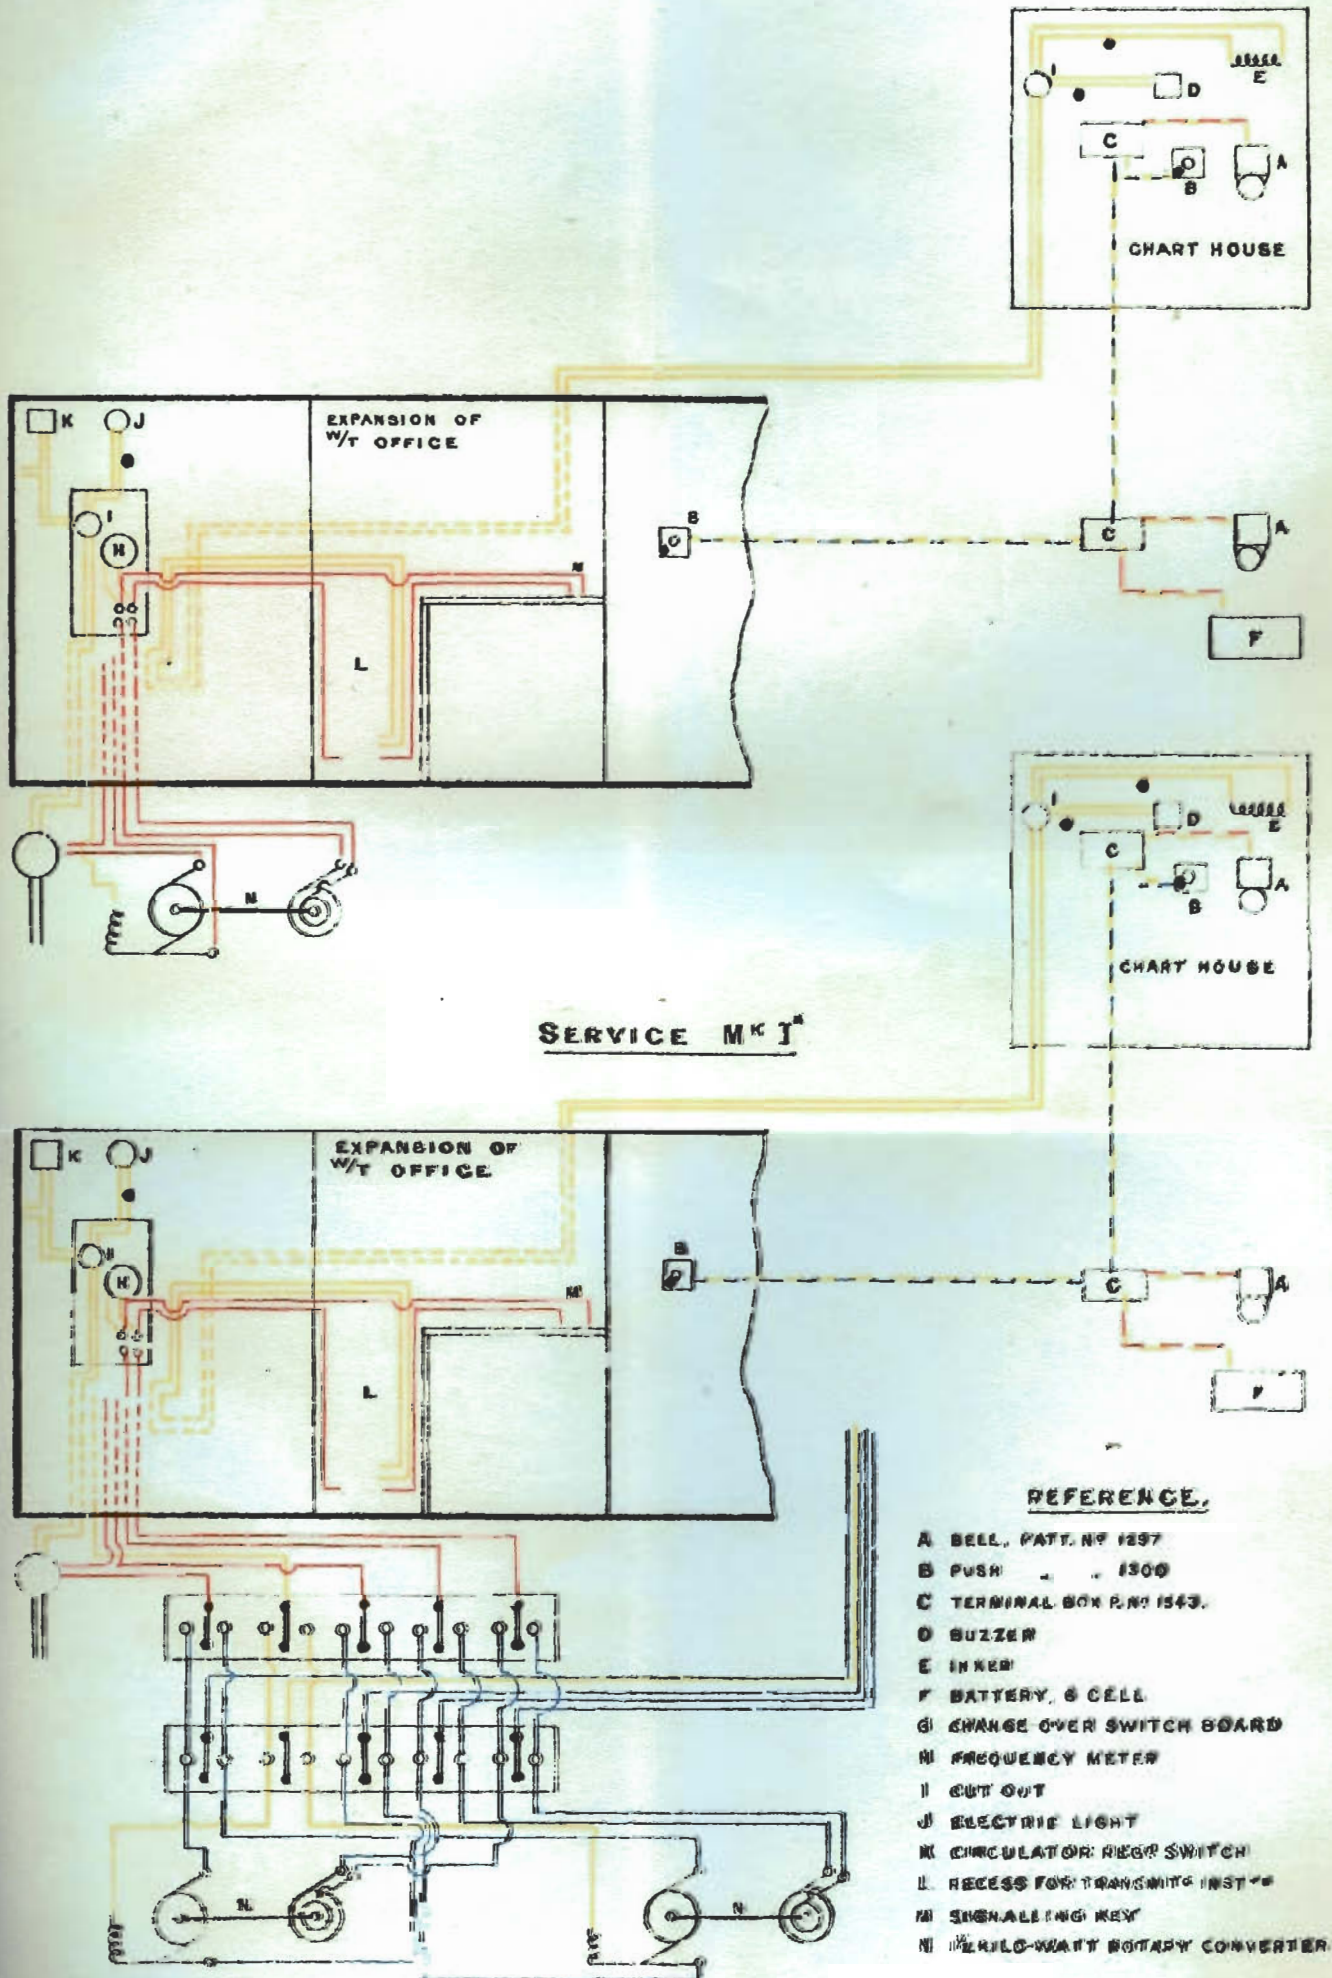 E
I
D
C
A
B
CHART HOUSE
K
J
EXPANSION OF
W/T OFFICE
I
H
B
C
A
M
F
L
N
I
D
E
C
A
B
CHART HOUSE
SERVICE Mᴷ I*
K
J
EXPANSION OF
W/T OFFICE
I
H
B
C
A
M
F
L
REFERENCE.
A BELL, PATT. Nº 1297
B PUSH " " 1300
C TERMINAL BOX P.Nº 1543.
D BUZZER
E INKER
F BATTERY, 6 CELL
G CHANGE OVER SWITCH BOARD
H FREQUENCY METER
I CUT OUT
J ELECTRIC LIGHT
K CIRCULATOR REGᴿ SWITCH
L RECESS FOR TRANSMITᴳ INSTᵀˢ
M SIGNALLING KEY
N KILO-WATT ROTARY CONVERTER
N
N